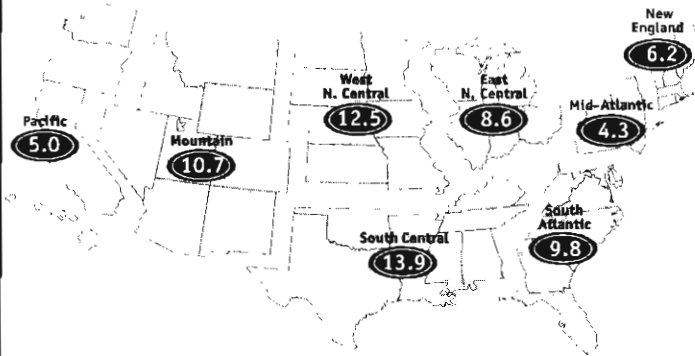 New
England
6.2
West
N. Central
12.5
East
N. Central
8.6
Mid-Atlantic
4.3
Pacific
5.0
Mountain
10.7
South
Atlantic
9.8
South Central
13.9